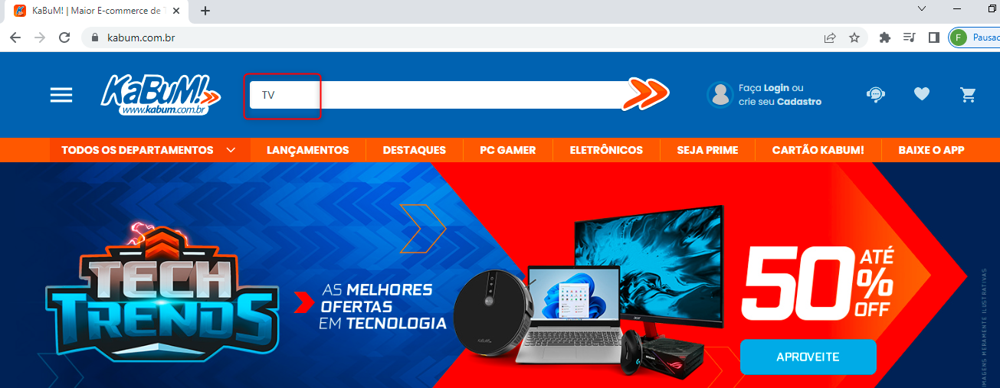 KaBuM! | Maior E-commerce de
kabum.com.br
F
Pausad
KaBuM!
www.kabum.com.br
TV
Faça Login ou
crie seu Cadastro
TODOS OS DEPARTAMENTOS
LANÇAMENTOS
DESTAQUES
PC GAMER
ELETRÔNICOS
SEJA PRIME
CARTÃO KABUM!
BAIXE O APP
TECH
TRENDS
AS MELHORES
OFERTAS
EM TECNOLOGIA
50
ATÉ
%
OFF
APROVEITE
IMAGENS MERAMENTE ILUSTRATIVAS